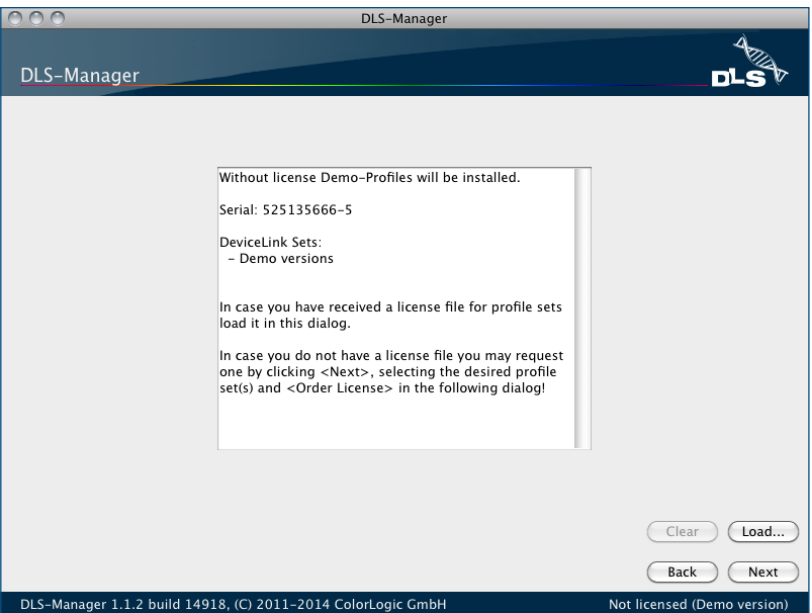 DLS-Manager
DLS-Manager
DLS
Without license Demo-Profiles will be installed.
Serial: 525135666-5
DeviceLink Sets:
- Demo versions
In case you have received a license file for profile sets
load it in this dialog.
In case you do not have a license file you may request
one by clicking <Next>, selecting the desired profile
set(s) and <Order License> in the following dialog!
Clear
Load...
Back
Next
DLS-Manager 1.1.2 build 14918, (C) 2011-2014 ColorLogic GmbH
Not licensed (Demo version)